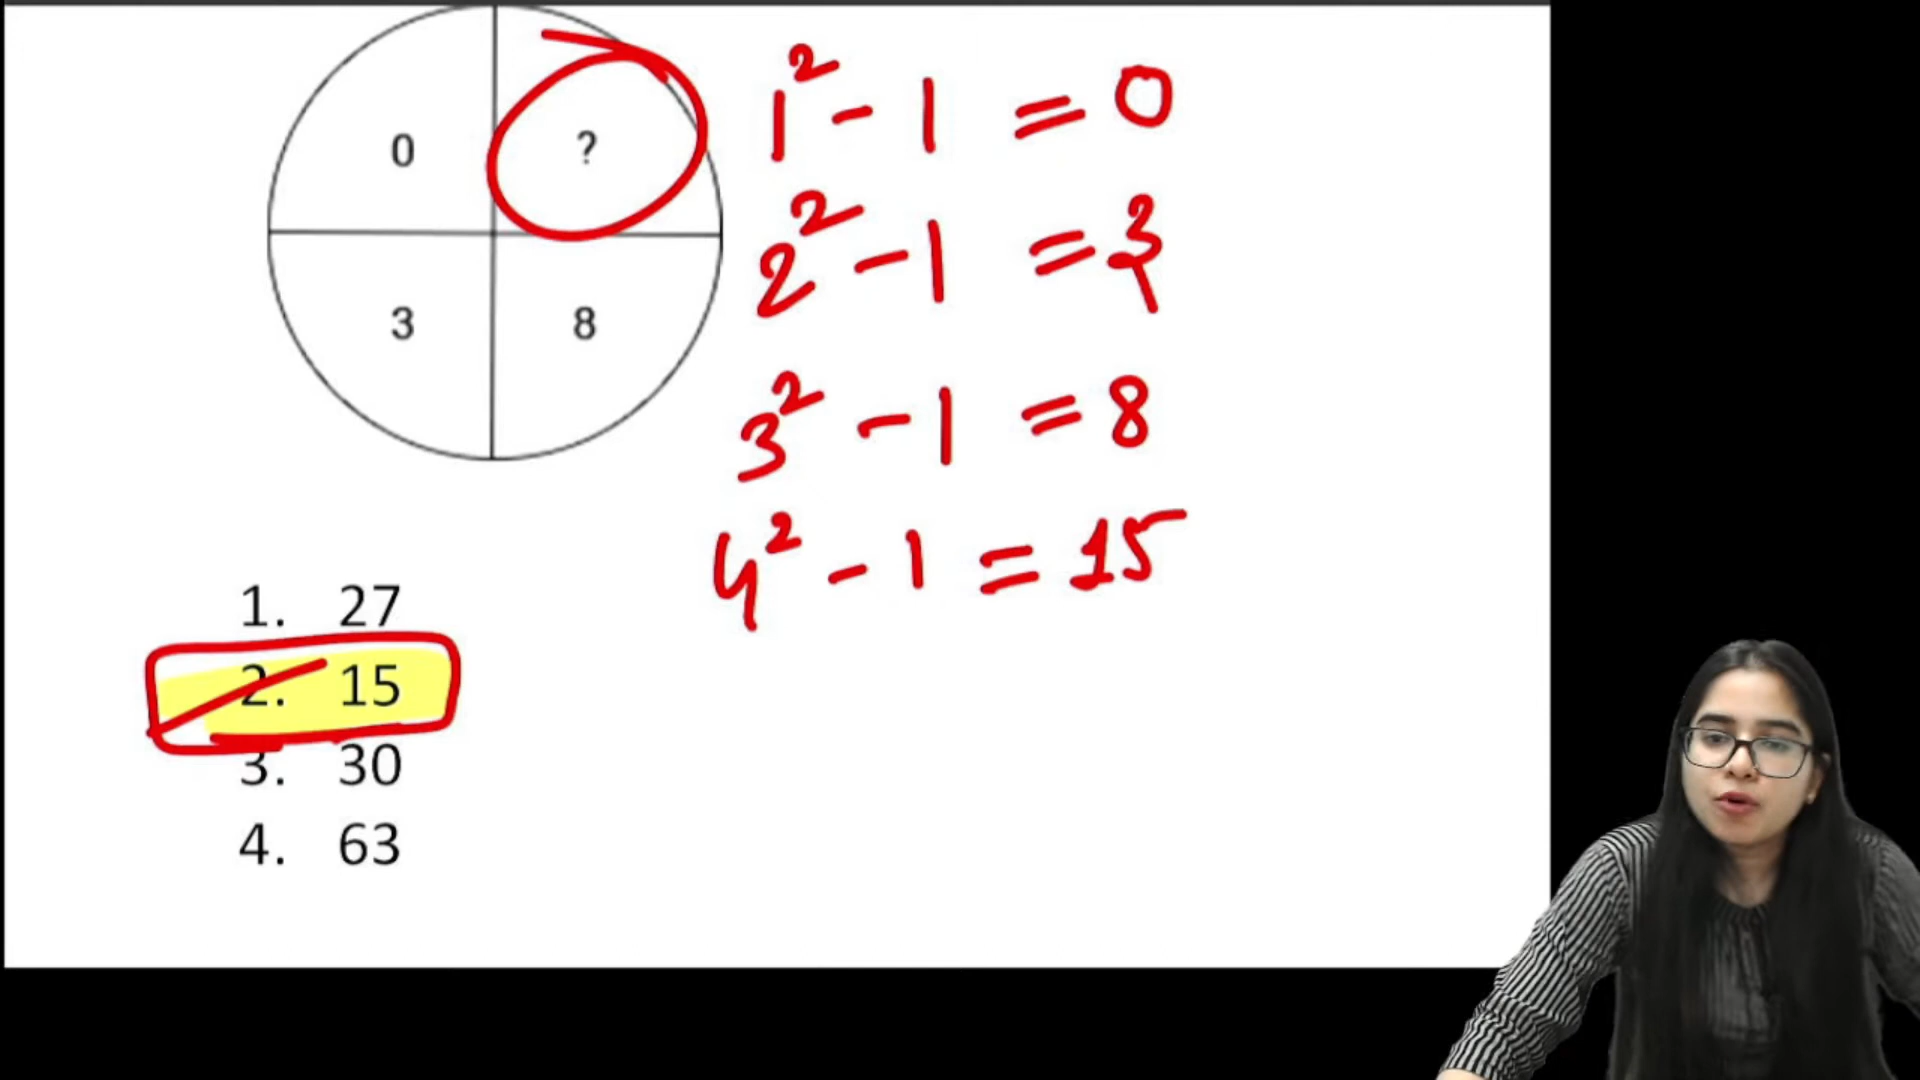 0 ?
3 8
1² - 1 = 0
2² - 1 = 3
3² - 1 = 8
4² - 1 = 15
1. 27
2. 15
3. 30
4. 63